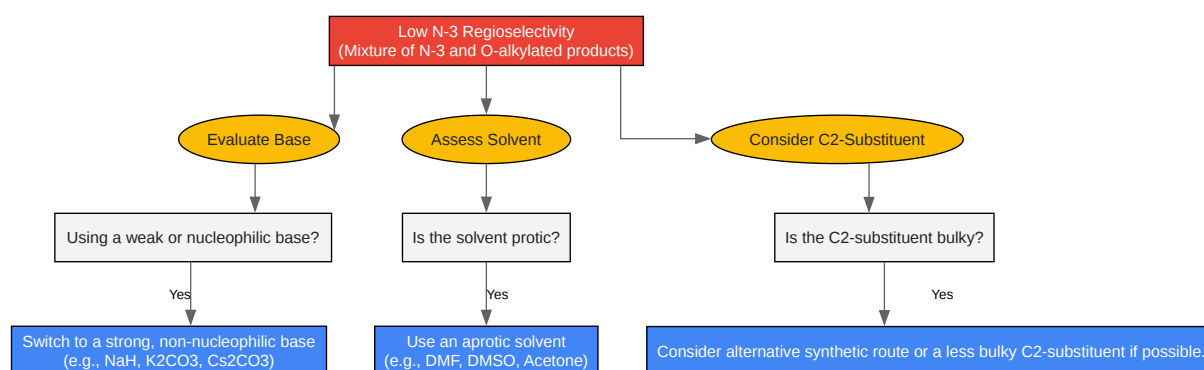 Low N-3 Regioselectivity
(Mixture of N-3 and O-alkylated products)
Evaluate Base
Assess Solvent
Consider C2-Substituent
Using a weak or nucleophilic base?
Is the solvent protic?
Is the C2-substituent bulky?
Yes
Yes
Yes
Switch to a strong, non-nucleophilic base
(e.g., NaH, K2CO3, Cs2CO3)
Use an aprotic solvent
(e.g., DMF, DMSO, Acetone)
Consider alternative synthetic route or a less bulky C2-substituent if possible.